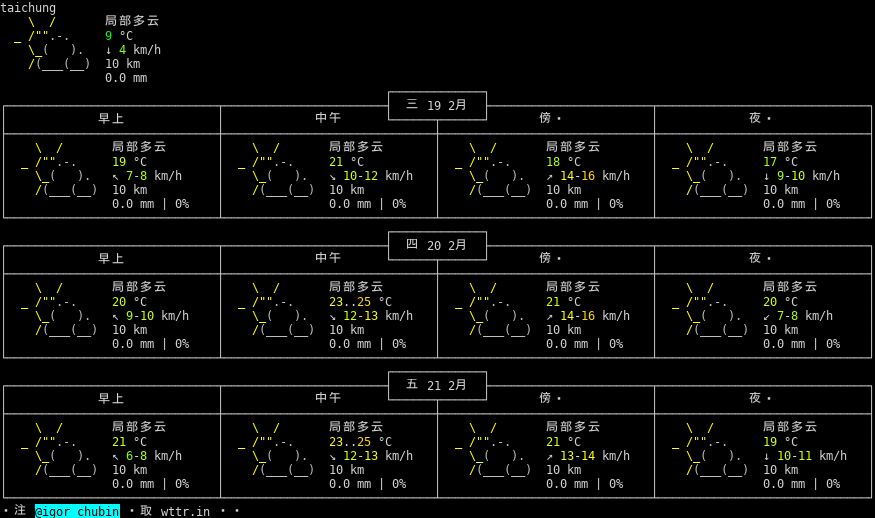 taichung
局部多云
9 °C
↓ 4 km/h
10 km
0.0 mm
三 19 2月
早上 中午 傍· 夜·
局部多云 局部多云 局部多云 局部多云
19 °C 21 °C 18 °C 17 °C
↖ 7-8 km/h ↘ 10-12 km/h ↗ 14-16 km/h ↓ 9-10 km/h
10 km 10 km 10 km 10 km
0.0 mm | 0% 0.0 mm | 0% 0.0 mm | 0% 0.0 mm | 0%
四 20 2月
早上 中午 傍· 夜·
局部多云 局部多云 局部多云 局部多云
20 °C 23..25 °C 21 °C 20 °C
↖ 9-10 km/h ↘ 12-13 km/h ↗ 14-16 km/h ↙ 7-8 km/h
10 km 10 km 10 km 10 km
0.0 mm | 0% 0.0 mm | 0% 0.0 mm | 0% 0.0 mm | 0%
五 21 2月
早上 中午 傍· 夜·
局部多云 局部多云 局部多云 局部多云
21 °C 23..25 °C 21 °C 19 °C
↖ 6-8 km/h ↘ 12-13 km/h ↗ 13-14 km/h ↓ 10-11 km/h
10 km 10 km 10 km 10 km
0.0 mm | 0% 0.0 mm | 0% 0.0 mm | 0% 0.0 mm | 0%
·注 @igor_chubin ·取 wttr.in ··